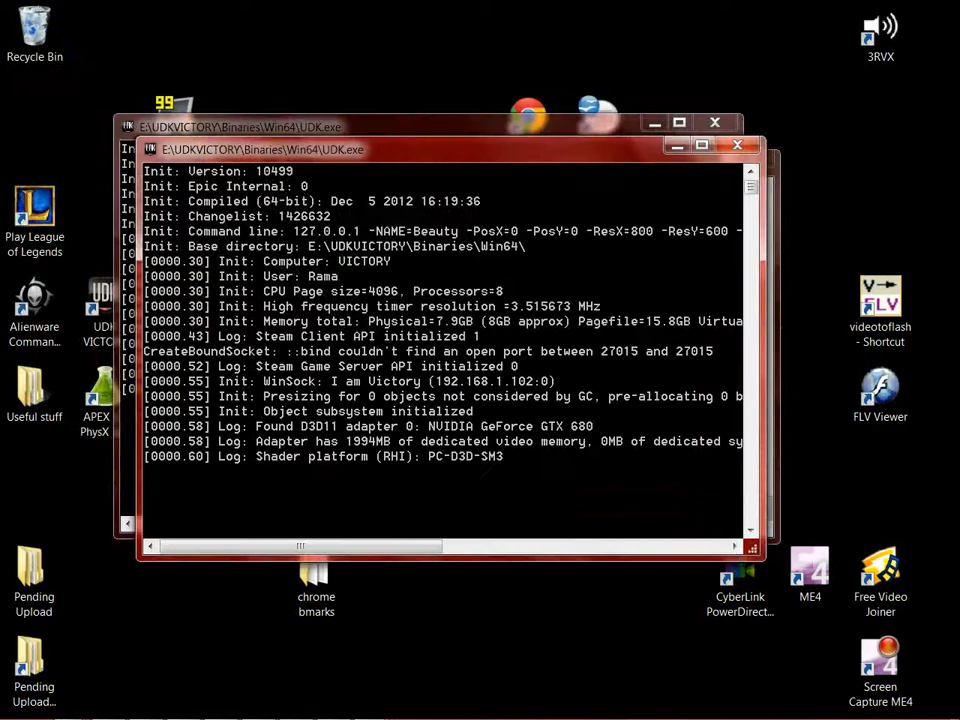 Recycle Bin
3RVX
99
E:\UDKVICTORY\Binaries\Win64\UDK.exe
E:\UDKVICTORY\Binaries\Win64\UDK.exe
Init: Version: 10499
Init: Epic Internal: 0
Init: Compiled (64-bit): Dec  5 2012 16:19:36
Init: Changelist: 1426632
Init: Command line: 127.0.0.1 -NAME=Beauty -PosX=0 -PosY=0 -ResX=800 -ResY=600 -
Init: Base directory: E:\UDKVICTORY\Binaries\Win64\
[0000.30] Init: Computer: VICTORY
[0000.30] Init: User: Rama
[0000.30] Init: CPU Page size=4096, Processors=8
[0000.30] Init: High frequency timer resolution =3.515673 MHz
[0000.30] Init: Memory total: Physical=7.9GB (8GB approx) Pagefile=15.8GB Virtua
[0000.43] Log: Steam Client API initialized 1
CreateBoundSocket: ::bind couldn't find an open port between 27015 and 27015
[0000.52] Log: Steam Game Server API initialized 0
[0000.55] Init: WinSock: I am Victory (192.168.1.102:0)
[0000.55] Init: Presizing for 0 objects not considered by GC, pre-allocating 0 b
[0000.55] Init: Object subsystem initialized
[0000.58] Log: Found D3D11 adapter 0: NVIDIA GeForce GTX 680
[0000.58] Log: Adapter has 1994MB of dedicated video memory, 0MB of dedicated sy
[0000.60] Log: Shader platform (RHI): PC-D3D-SM3
Play League
of Legends
Alienware
Comman...
UDK
VICTO
Useful stuff
APEX
PhysX
V
FLV
videotoflash
- Shortcut
FLV Viewer
Pending
Upload
chrome
bmarks
CyberLink
PowerDirect...
ME4
Free Video
Joiner
Pending
Upload...
Screen
Capture ME4